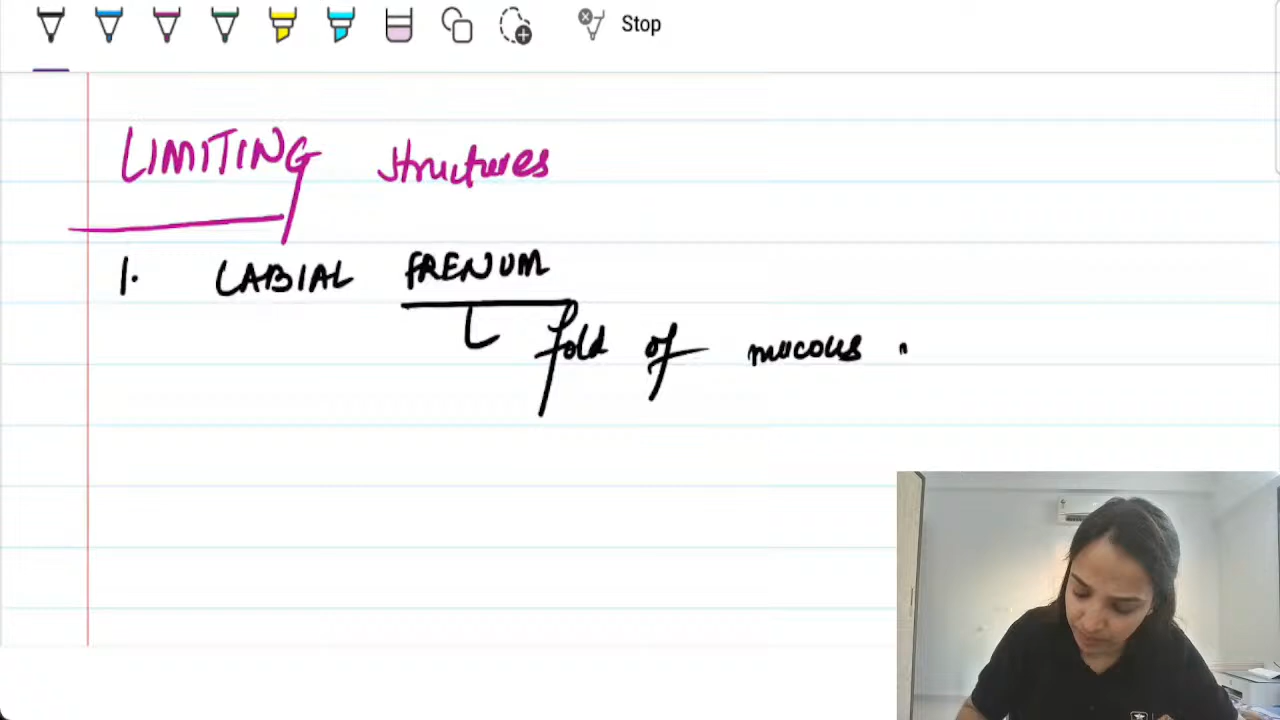 Stop
LIMITING structures
1. LABIAL FRENUM
fold of mucous